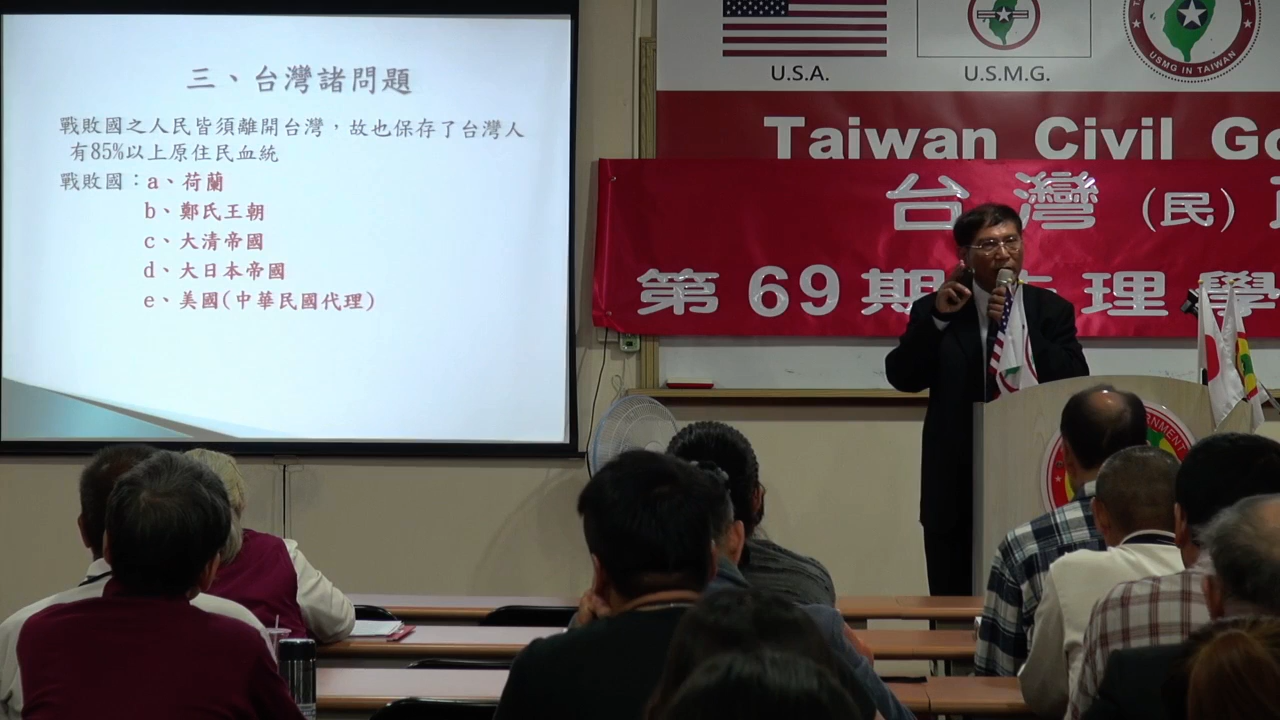 三、台灣諸問題
戰敗國之人民皆須離開台灣，故也保存了台灣人
有85%以上原住民血統
戰敗國：a、荷蘭
b、鄭氏王朝
c、大清帝國
d、大日本帝國
e、美國(中華民國代理)
U.S.A.
U.S.M.G.
USMG IN TAIWAN
Taiwan Civil Go
台灣(民)
第69期 理學